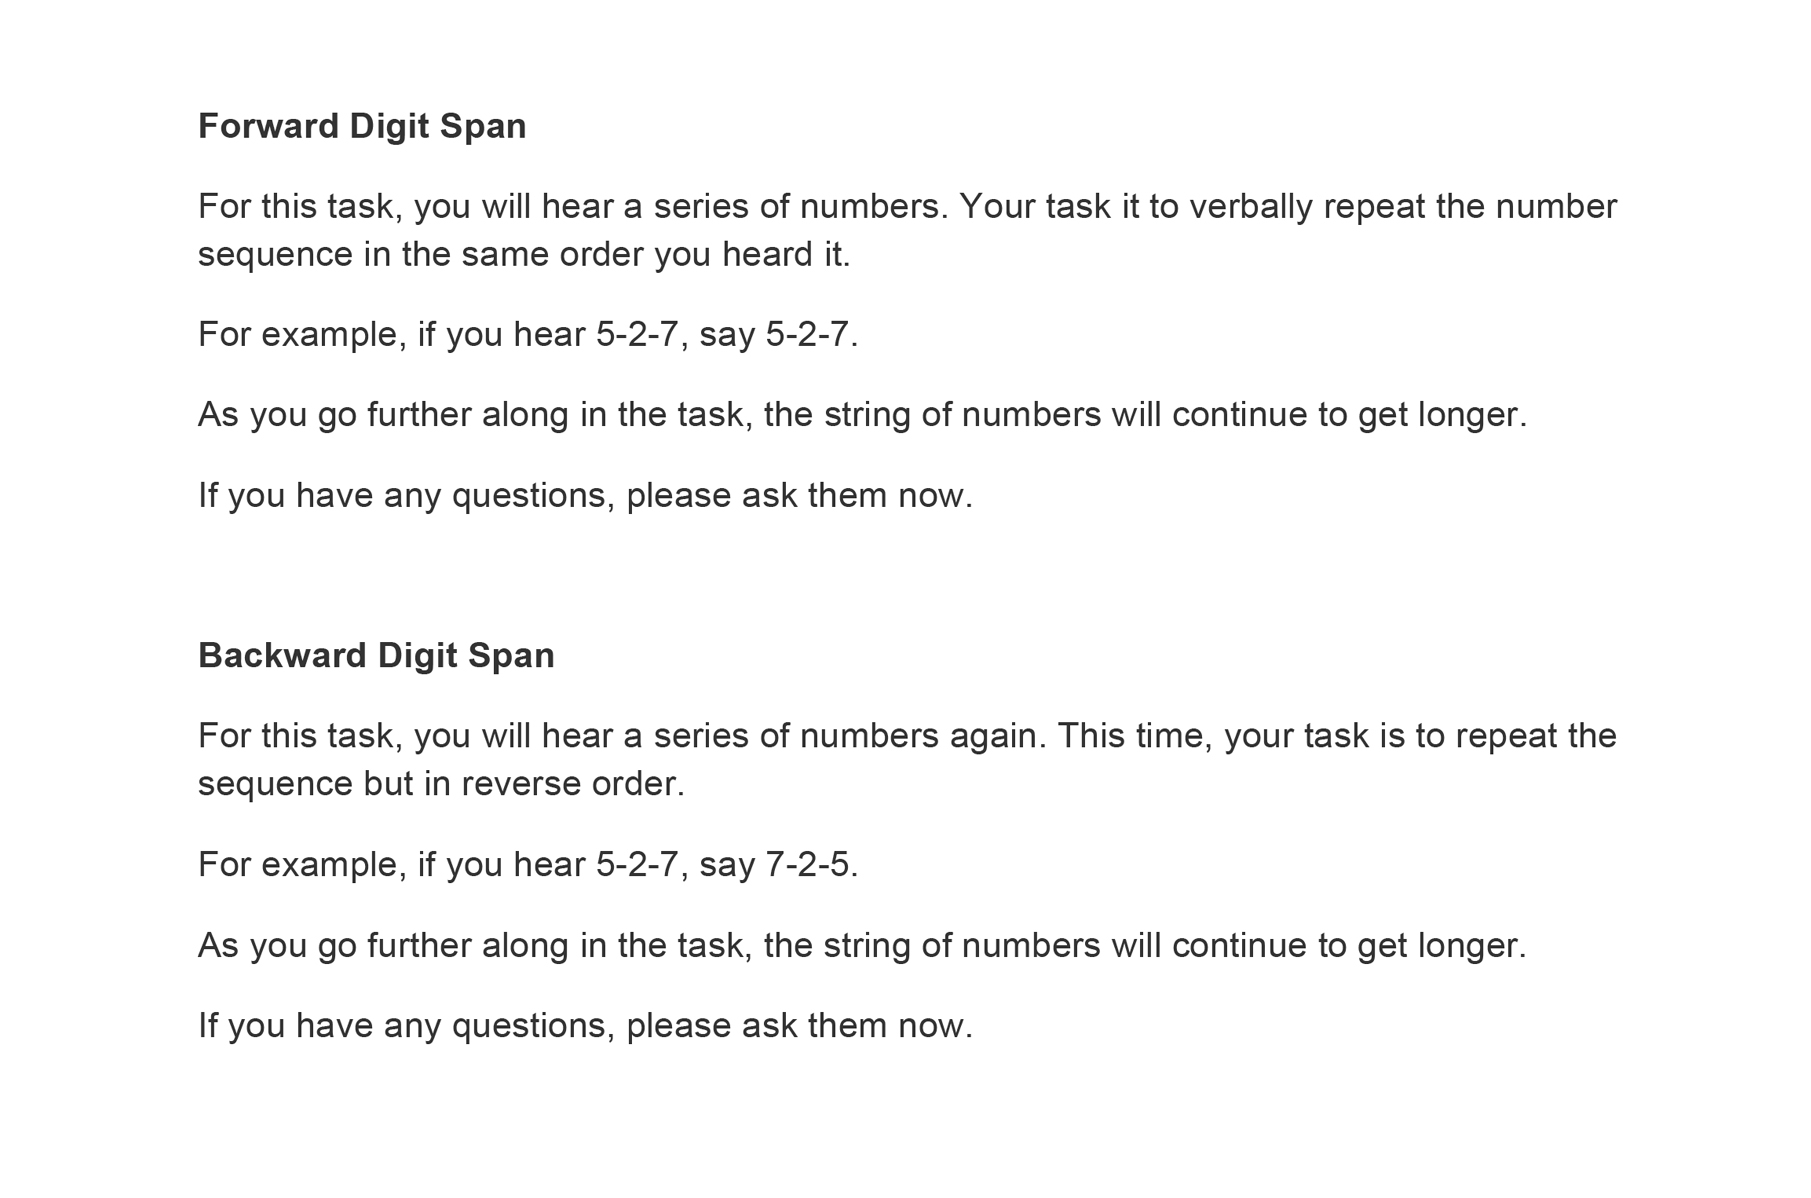 Forward Digit Span
For this task, you will hear a series of numbers. Your task it to verbally repeat the number
sequence in the same order you heard it.
For example, if you hear 5-2-7, say 5-2-7.
As you go further along in the task, the string of numbers will continue to get longer.
If you have any questions, please ask them now.
Backward Digit Span
For this task, you will hear a series of numbers again. This time, your task is to repeat the
sequence but in reverse order.
For example, if you hear 5-2-7, say 7-2-5.
As you go further along in the task, the string of numbers will continue to get longer.
If you have any questions, please ask them now.